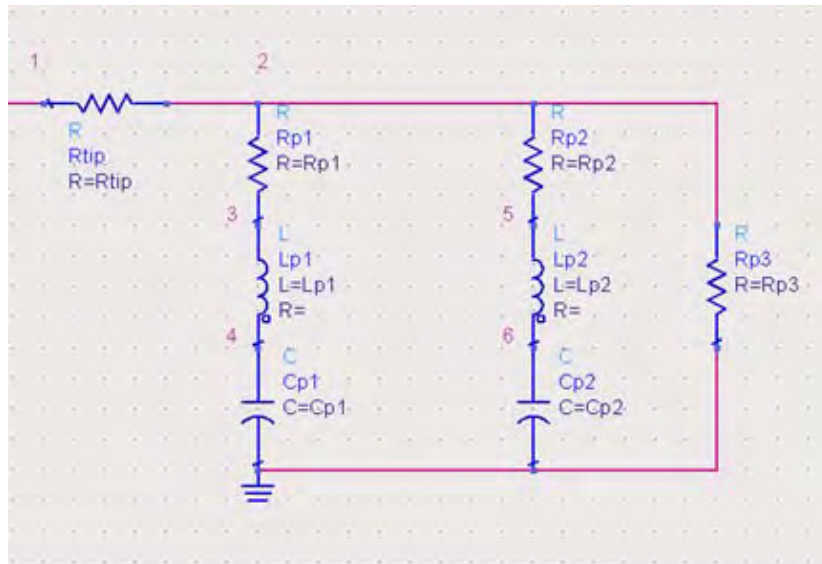 1
2
R
Rtip
R=Rtip
R
Rp1
R=Rp1
R
Rp2
R=Rp2
3
5
L
Lp1
L=Lp1
R=
L
Lp2
L=Lp2
R=
R
Rp3
R=Rp3
4
6
C
Cp1
C=Cp1
C
Cp2
C=Cp2